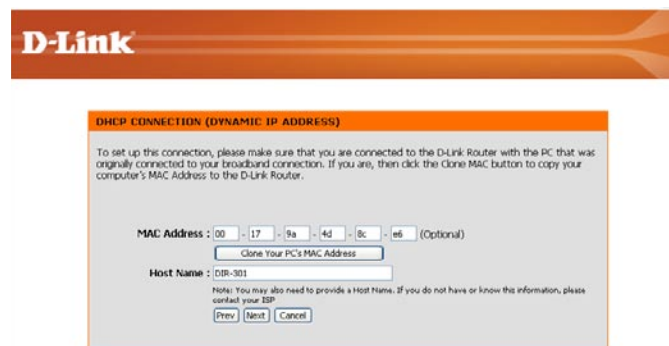 D-Link
DHCP CONNECTION (DYNAMIC IP ADDRESS)
To set up this connection, please make sure that you are connected to the D-Link Router with the PC that was
originally connected to your broadband connection. If you are, then click the Clone MAC button to copy your
computer's MAC Address to the D-Link Router.
MAC Address : 00 - 17 - 9a - 4d - 8c - e6 (Optional)
Clone Your PC's MAC Address
Host Name : DIR-301
Note: You may also need to provide a Host Name. If you do not have or know this information, please
contact your ISP
Prev Next Cancel